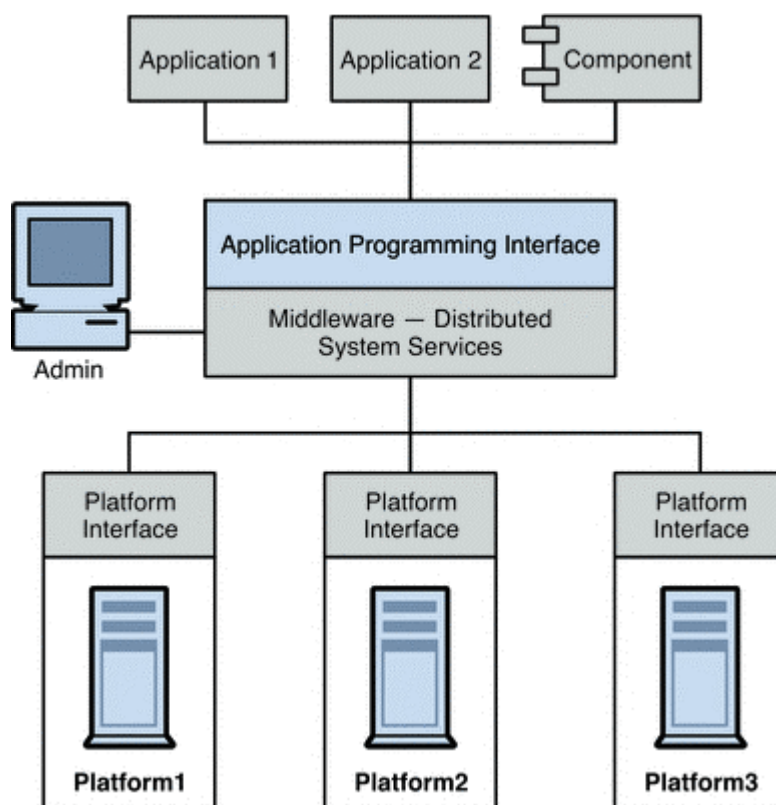 Application 1
Application 2
Component
Application Programming Interface
Middleware — Distributed
System Services
Admin
Platform
Interface
Platform
Interface
Platform
Interface
Platform1
Platform2
Platform3